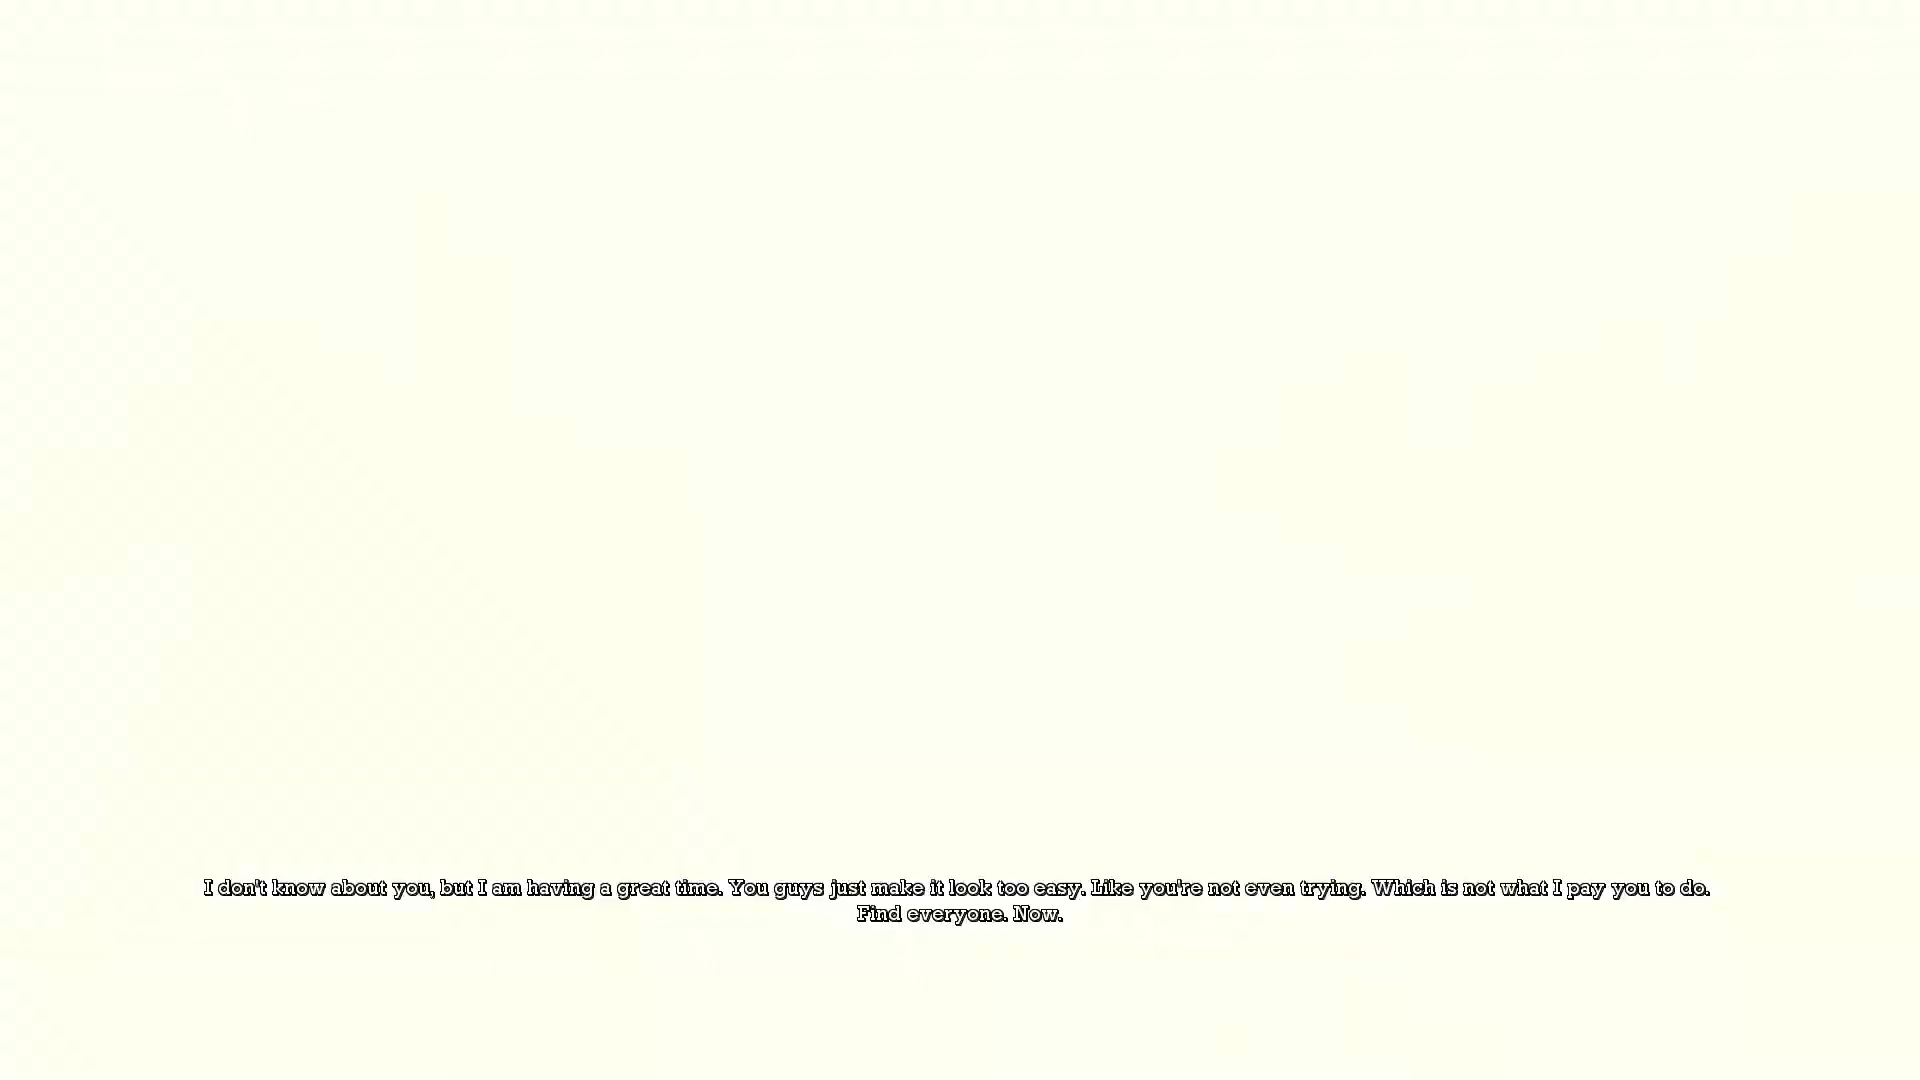 I don't know about you, but I am having a great time. You guys just make it look too easy. Like you're not even trying. Which is not what I pay you to do.
Find everyone. Now.